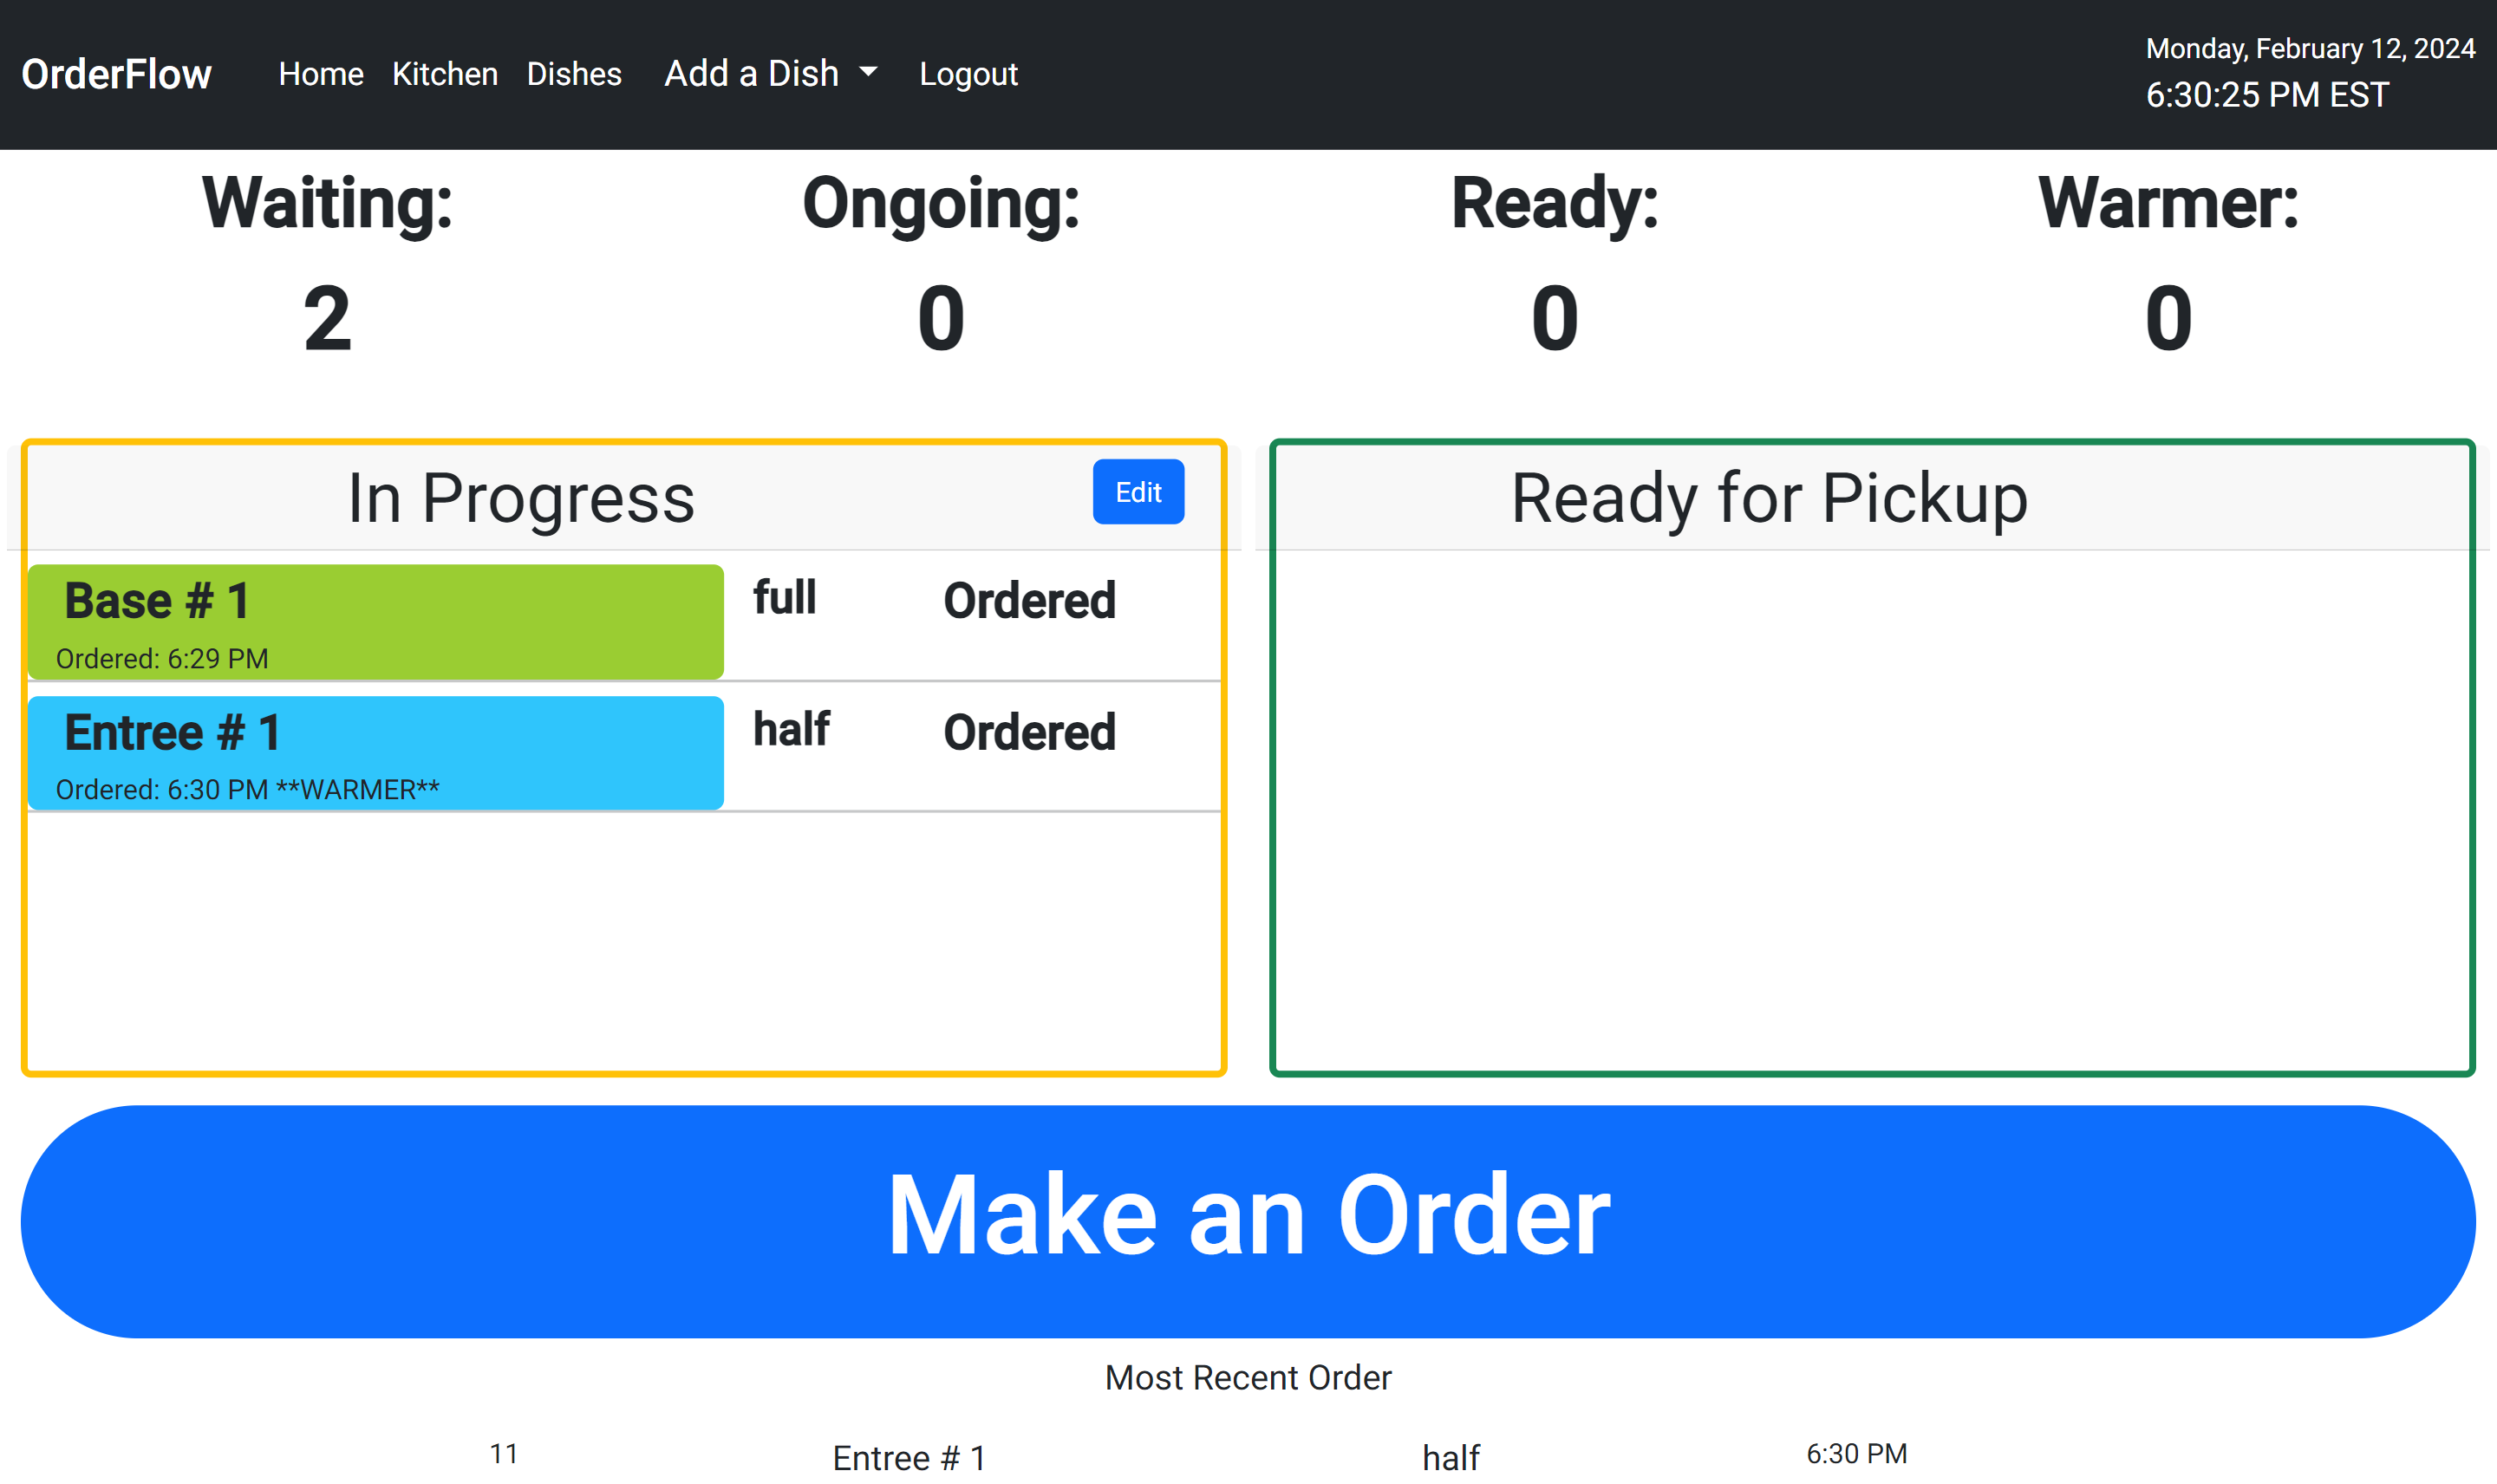 OrderFlow Home Kitchen Dishes Add a Dish Logout
Monday, February 12, 2024
6:30:25 PM EST
Waiting: Ongoing: Ready: Warmer:
2 0 0 0
In Progress Edit
Base # 1 full Ordered
Ordered: 6:29 PM
Entree # 1 half Ordered
Ordered: 6:30 PM **WARMER**
Ready for Pickup
Make an Order
Most Recent Order
11 Entree # 1 half 6:30 PM